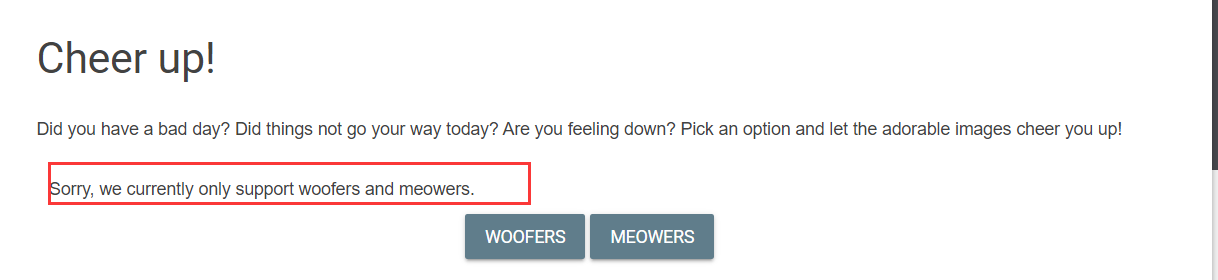 Cheer up!
Did you have a bad day? Did things not go your way today? Are you feeling down? Pick an option and let the adorable images cheer you up!
Sorry, we currently only support woofers and meowers.
WOOFERS MEOWERS